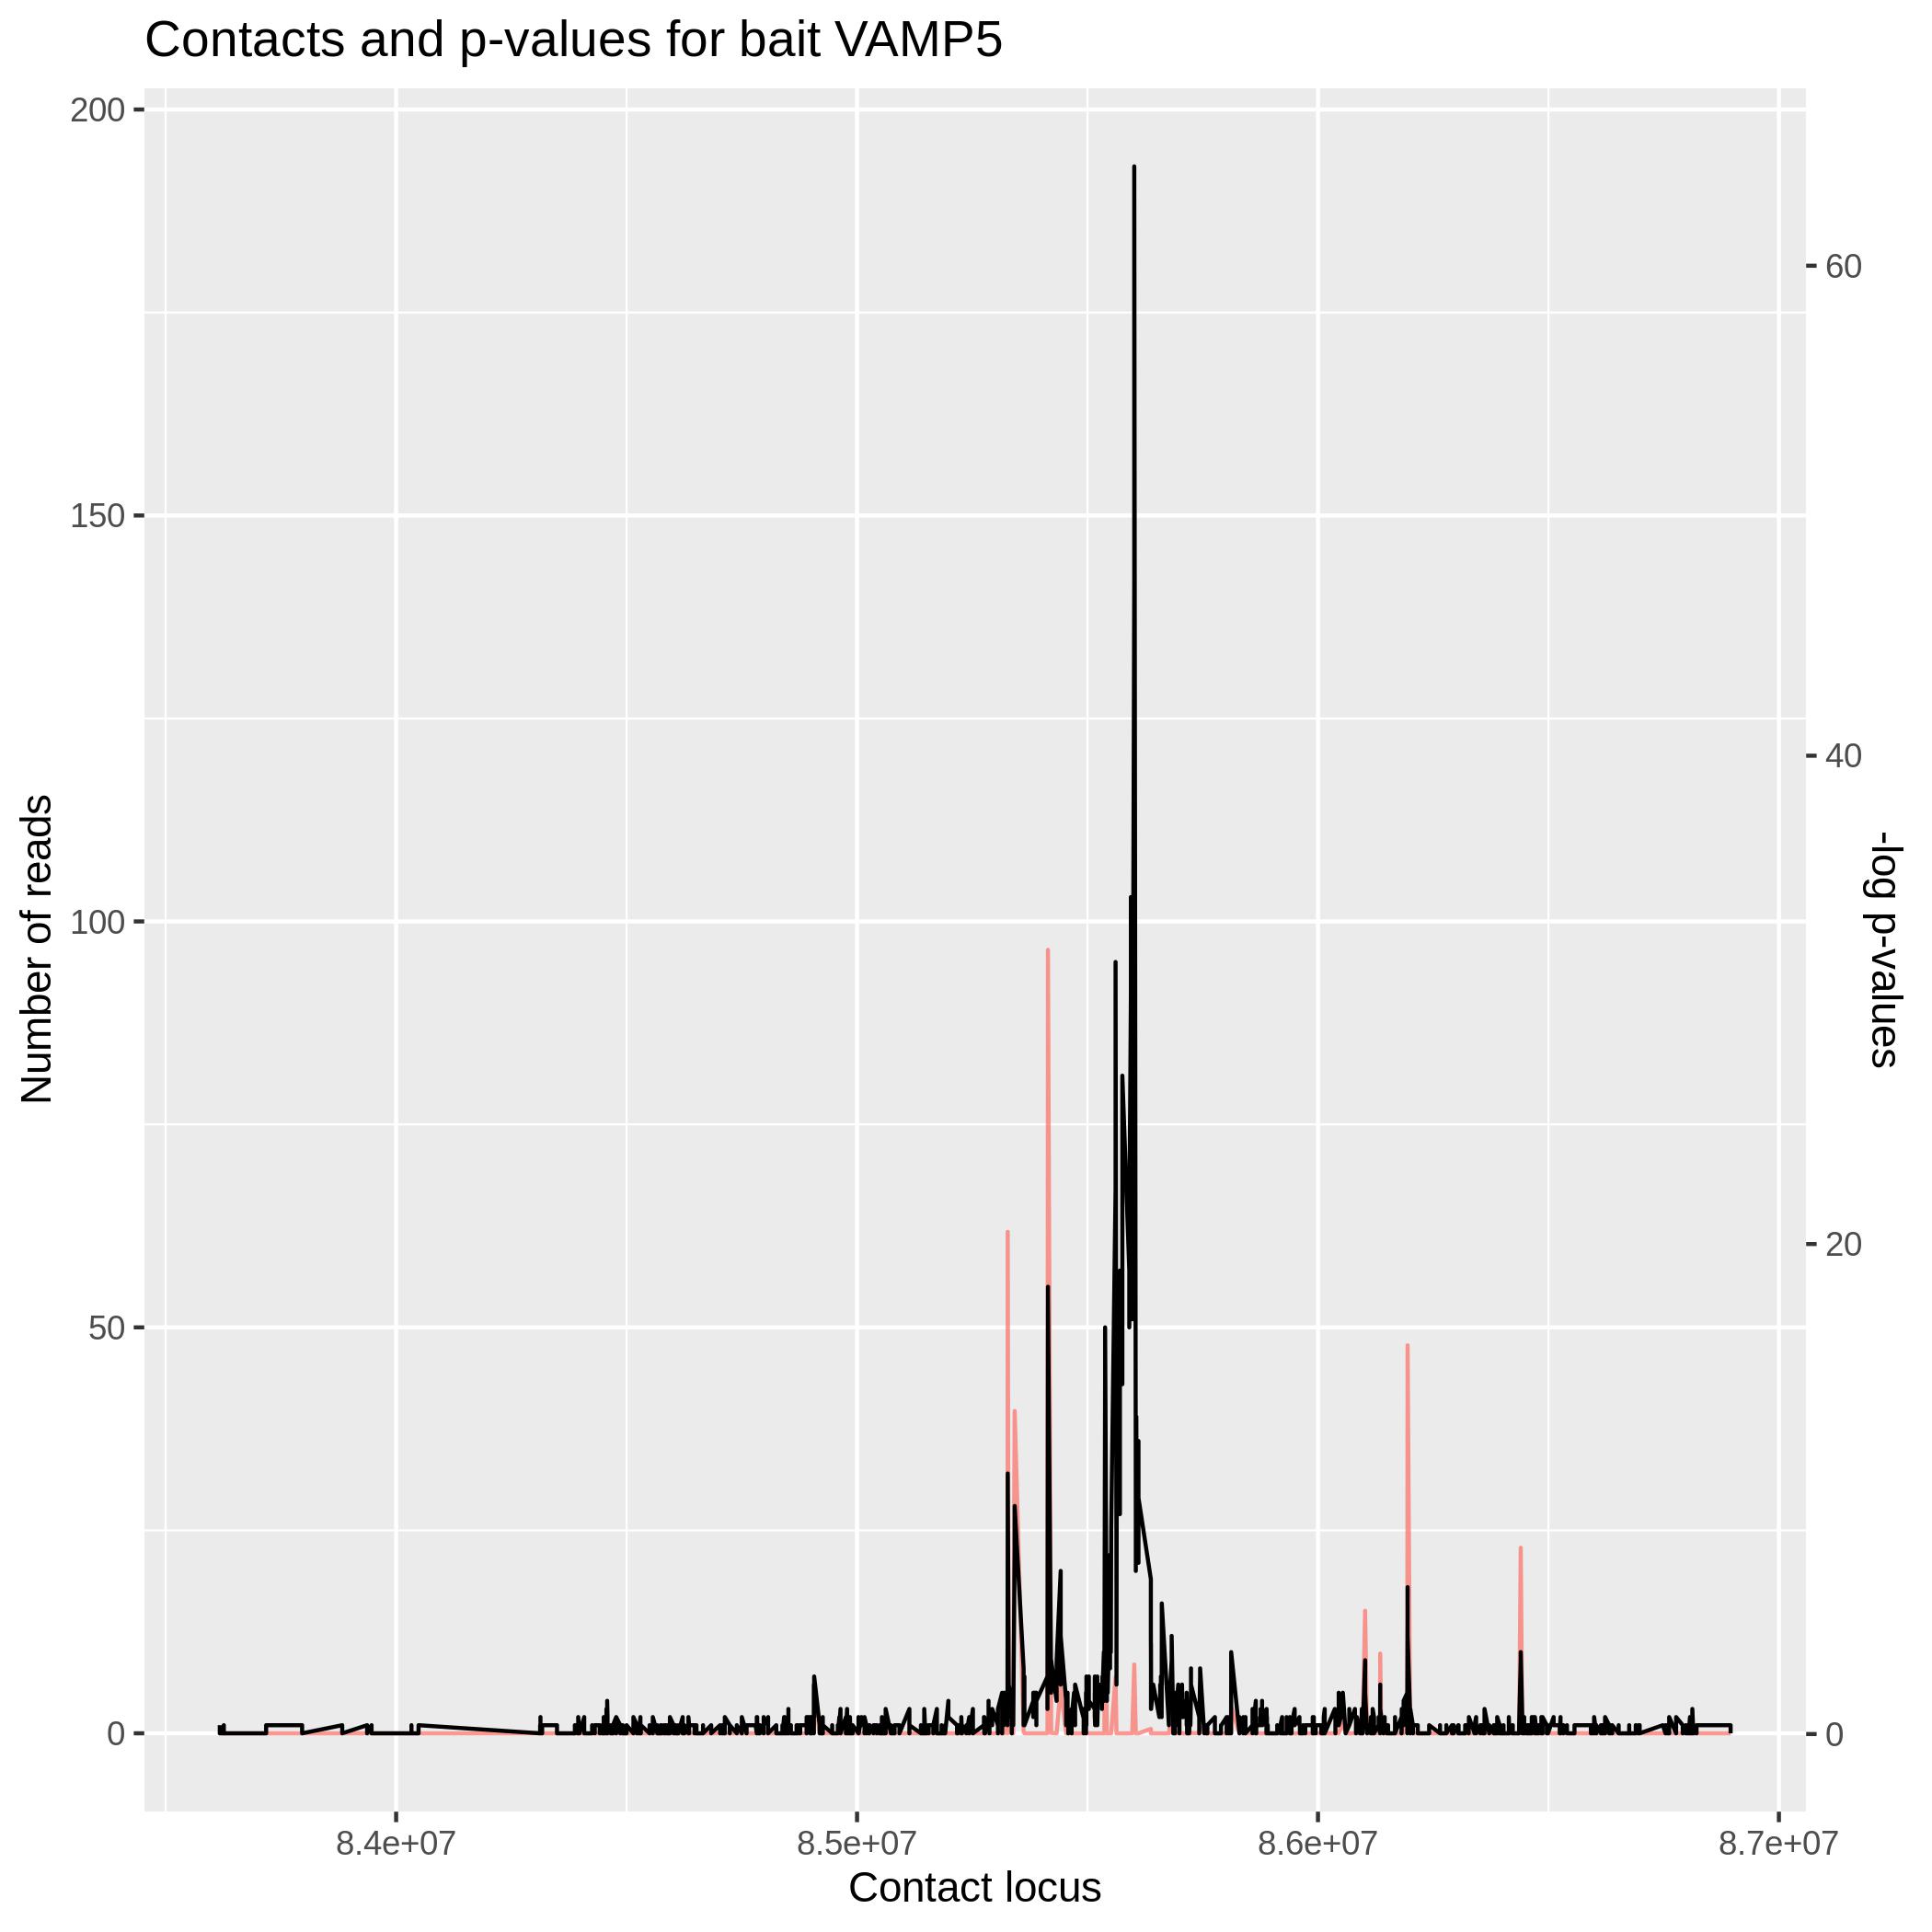 Contacts and p-values for bait VAMP5
200
150
100
50
0
Number of reads
60
40
20
0
-log p-values
8.4e+07
8.5e+07
8.6e+07
8.7e+07
Contact locus